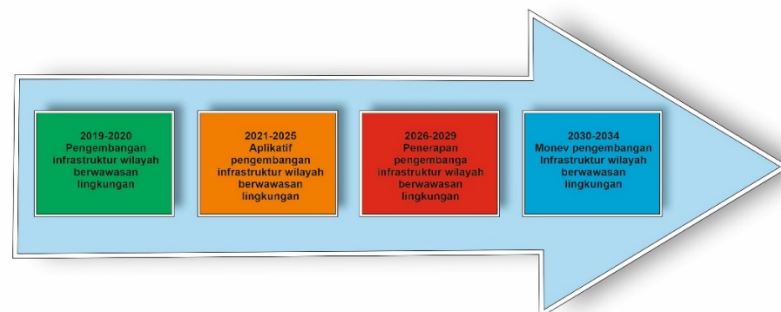 2019-2020
Pengembangan
infrastruktur wilayah
berwawasan
lingkungan
2021-2025
Aplikatif
pengembangan
infrastruktur wilayah
berwawasan
lingkungan
2026-2029
Penerapan
pengembanga
infrastruktur wilayah
berwawasan
lingkungan
2030-2034
Monev pengembangan
Infrastruktur wilayah
berwawasan
lingkungan